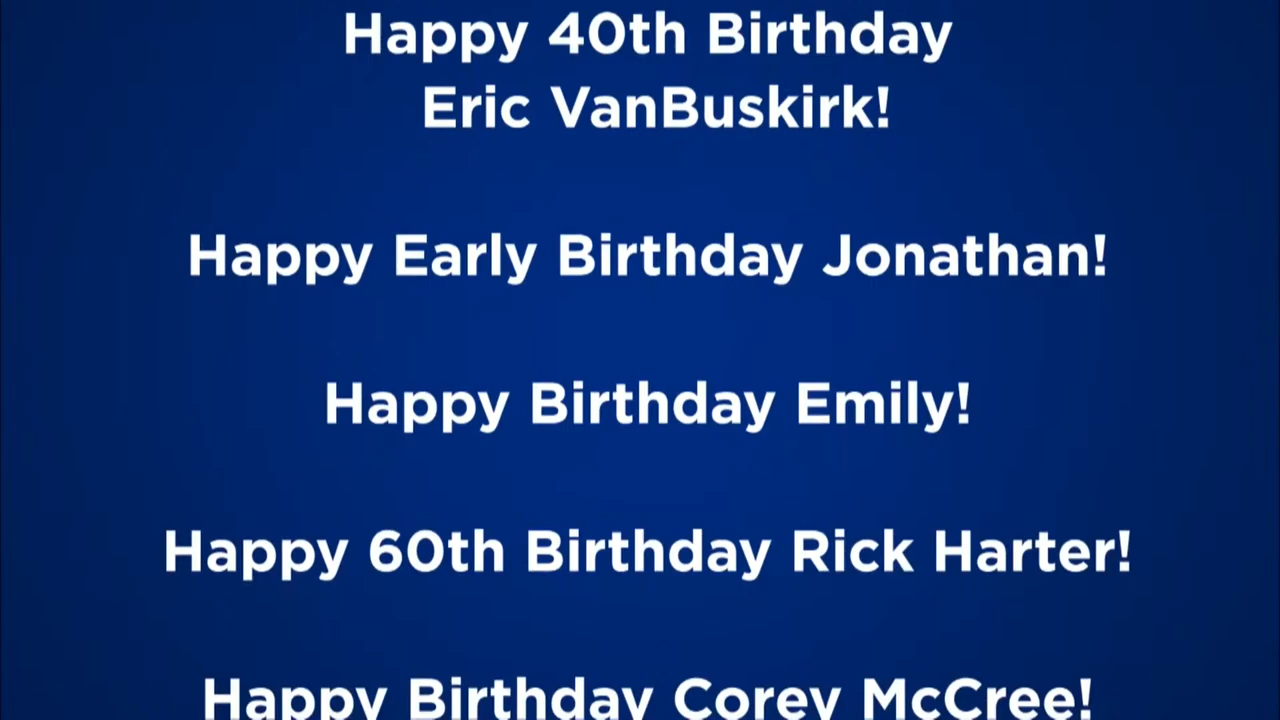 Happy 40th Birthday
Eric VanBuskirk!
Happy Early Birthday Jonathan!
Happy Birthday Emily!
Happy 60th Birthday Rick Harter!
Happy Birthday Corey McCree!